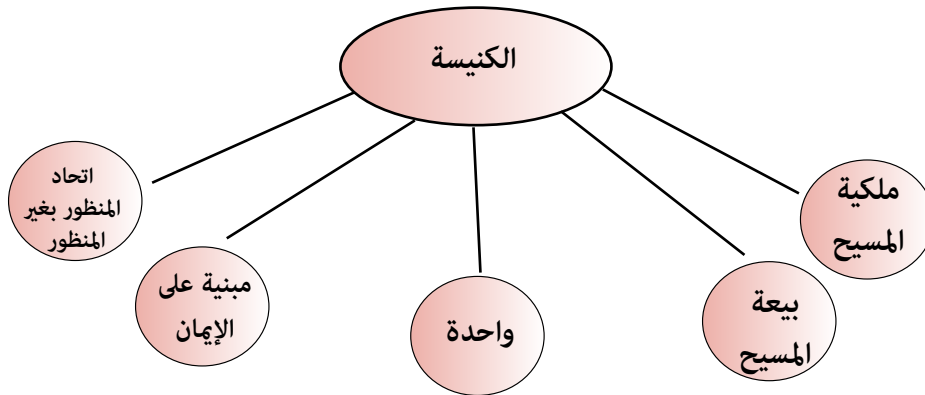 الكنيسة
ملكية
المسيح
بيعة
المسيح
واحدة
مبنية على
الإيمان
اتحاد
المنظور بغير
المنظور